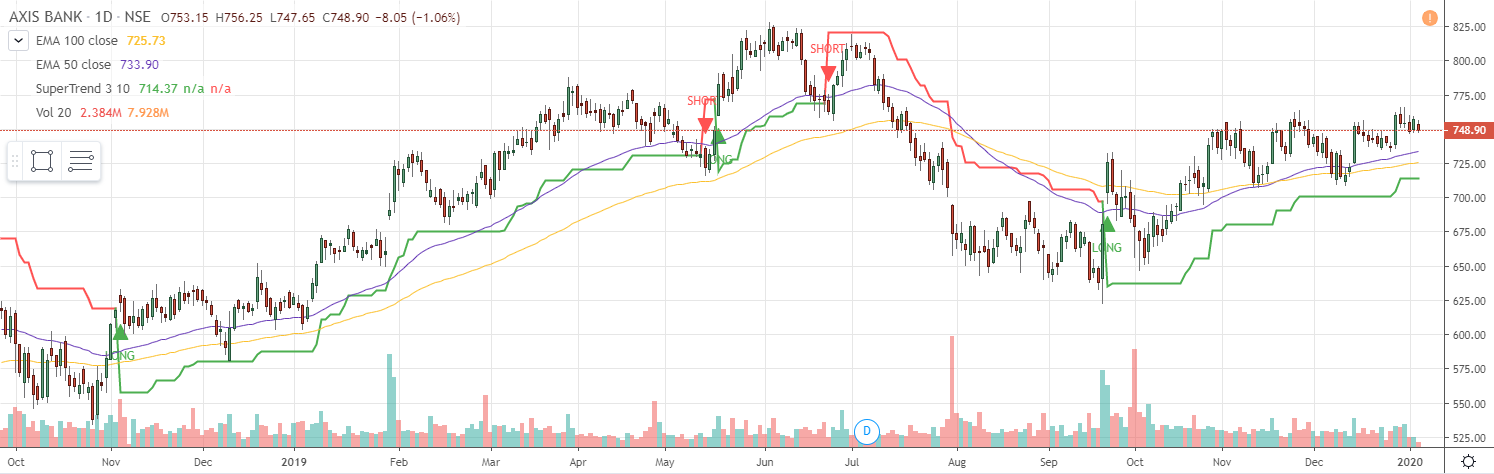 AXIS BANK · 1D · NSE O753.15 H756.25 L747.65 C748.90 −8.05 (−1.06%)
EMA 100 close 725.73
EMA 50 close 733.90
SuperTrend 3 10 714.37 n/a n/a
Vol 20 2.384M 7.928M
SHORT
SHORT
LONG
LONG
LONG
D
!
825.00
800.00
775.00
748.90
725.00
700.00
675.00
650.00
625.00
600.00
575.00
550.00
525.00
Oct Nov Dec 2019 Feb Mar Apr May Jun Jul Aug Sep Oct Nov Dec 2020